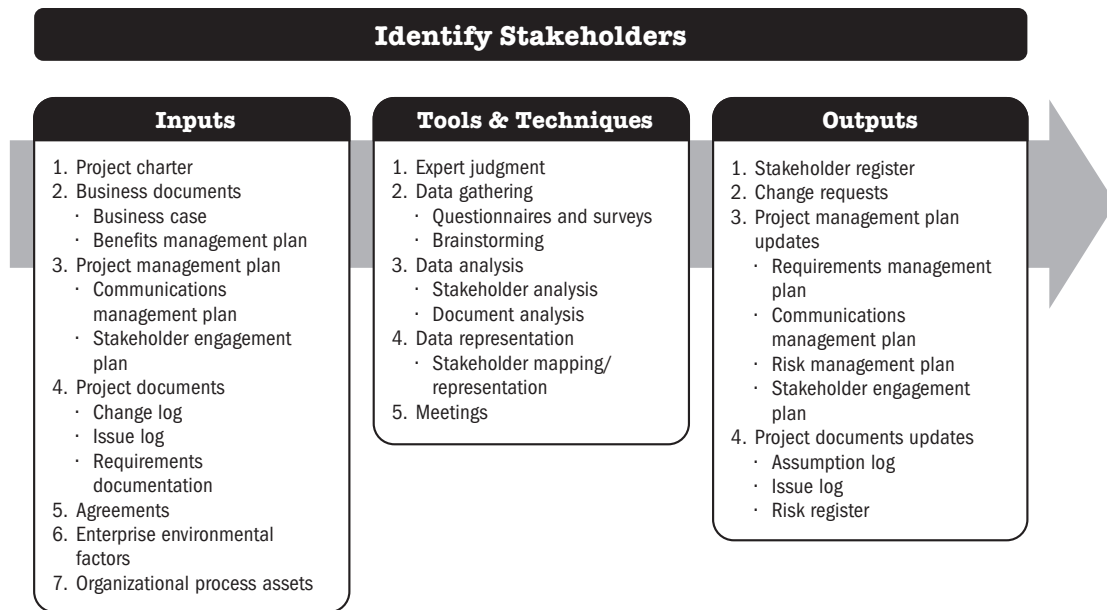 Identify Stakeholders
Inputs
1. Project charter
2. Business documents
· Business case
· Benefits management plan
3. Project management plan
· Communications
management plan
· Stakeholder engagement
plan
4. Project documents
· Change log
· Issue log
· Requirements
documentation
5. Agreements
6. Enterprise environmental
factors
7. Organizational process assets
Tools & Techniques
1. Expert judgment
2. Data gathering
· Questionnaires and surveys
· Brainstorming
3. Data analysis
· Stakeholder analysis
· Document analysis
4. Data representation
· Stakeholder mapping/
representation
5. Meetings
Outputs
1. Stakeholder register
2. Change requests
3. Project management plan
updates
· Requirements management
plan
· Communications
management plan
· Risk management plan
· Stakeholder engagement
plan
4. Project documents updates
· Assumption log
· Issue log
· Risk register